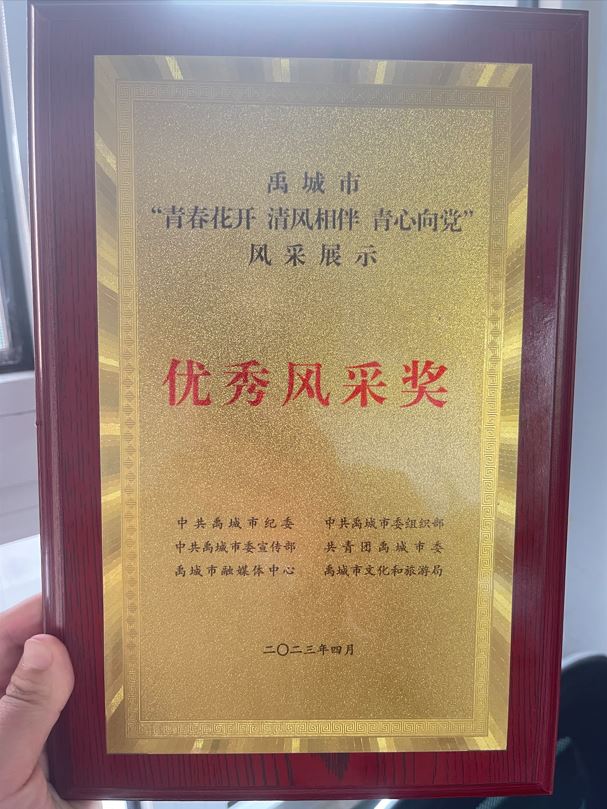 禹城市
“青春花开 清风相伴 青心向党”
风采展示
优秀风采奖
中共禹城市纪委 中共禹城市委组织部
中共禹城市委宣传部 共青团禹城市委
禹城市融媒体中心 禹城市文化和旅游局
二〇二三年四月